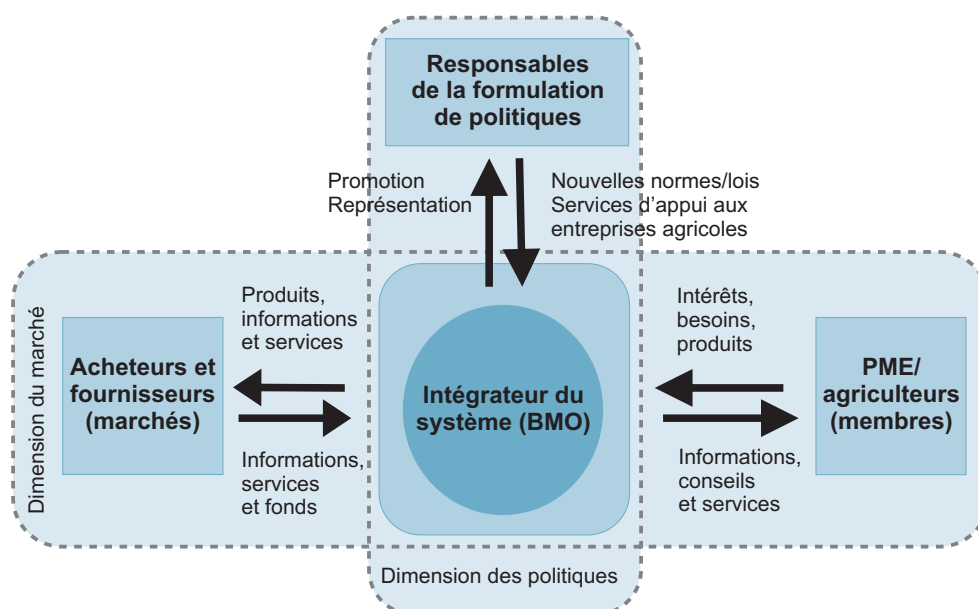 Responsables
de la formulation
de politiques
Promotion
Représentation
Nouvelles normes/lois
Services d'appui aux
entreprises agricoles
Dimension du marché
Acheteurs et
fournisseurs
(marchés)
Produits,
informations
et services
Informations,
services
et fonds
Intégrateur du
système (BMO)
Intérêts,
besoins,
produits
Informations,
conseils
et services
PME/
agriculteurs
(membres)
Dimension des politiques